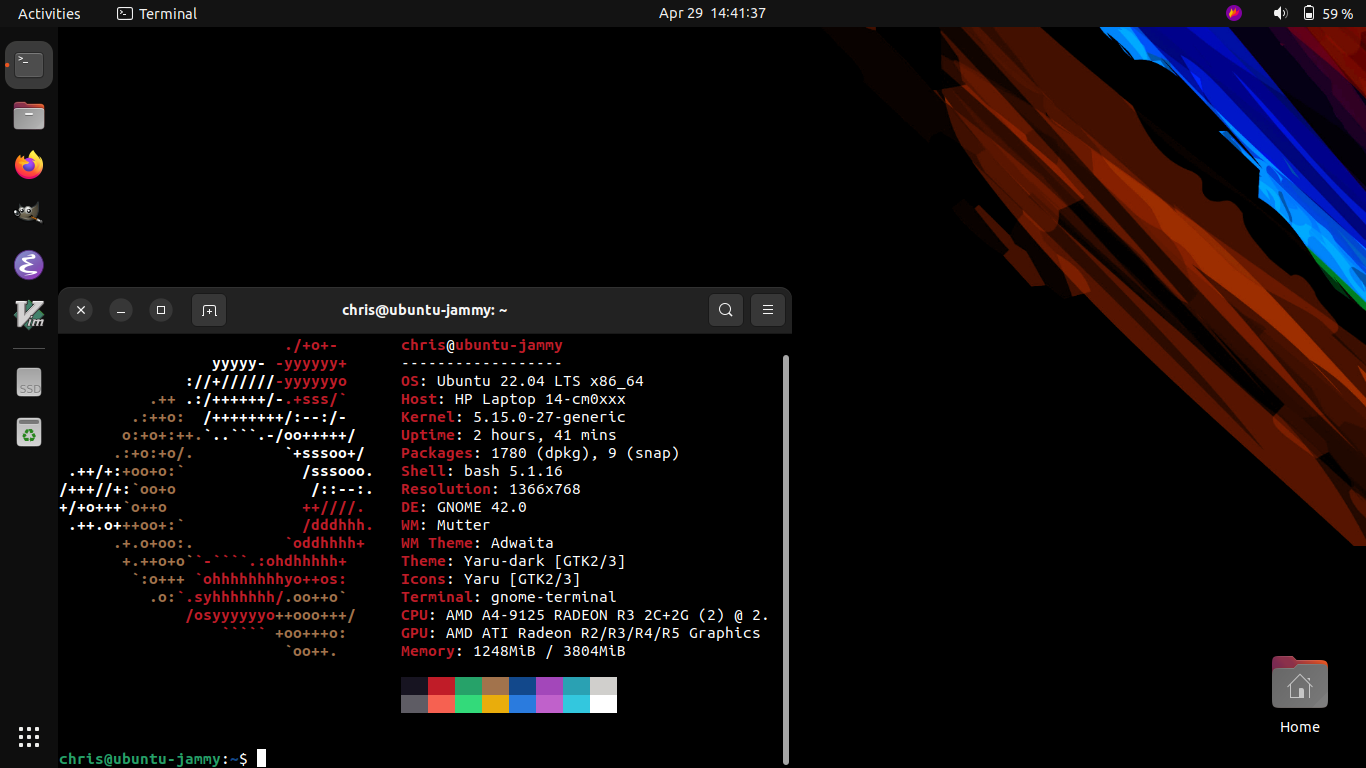 Activities Terminal Apr 29 14:41:37 59 %
>_
SSD
Vim
chris@ubuntu-jammy: ~
./+o+- chris@ubuntu-jammy
yyyyy- -yyyyyy+ ------------------
://+//////-yyyyyyo OS: Ubuntu 22.04 LTS x86_64
.++ .:/++++++/-.+sss/` Host: HP Laptop 14-cm0xxx
.:++o: /++++++++/:--:/- Kernel: 5.15.0-27-generic
o:+o+:++.`..```.-/oo+++++/ Uptime: 2 hours, 41 mins
.:+o:+o/. `+sssoo+/ Packages: 1780 (dpkg), 9 (snap)
.++/+:+oo+o:` /sssooo. Shell: bash 5.1.16
/+++//+:`oo+o /::--:. Resolution: 1366x768
+/+o+++`o++o ++////. DE: GNOME 42.0
.++.o+++oo+:` /dddhhh. WM: Mutter
.+.o+oo:. `oddhhhh+ WM Theme: Adwaita
+.++o+o``-````.:ohdhhhhh+ Theme: Yaru-dark [GTK2/3]
`:o+++ `ohhhhhhhhyo++os: Icons: Yaru [GTK2/3]
.o:`.syhhhhhhh/.oo++o` Terminal: gnome-terminal
/osyyyyyyo++ooo+++/ CPU: AMD A4-9125 RADEON R3 2C+2G (2) @ 2.
````` +oo+++o: GPU: AMD ATI Radeon R2/R3/R4/R5 Graphics
`oo++. Memory: 1248MiB / 3804MiB
chris@ubuntu-jammy:~$
Home